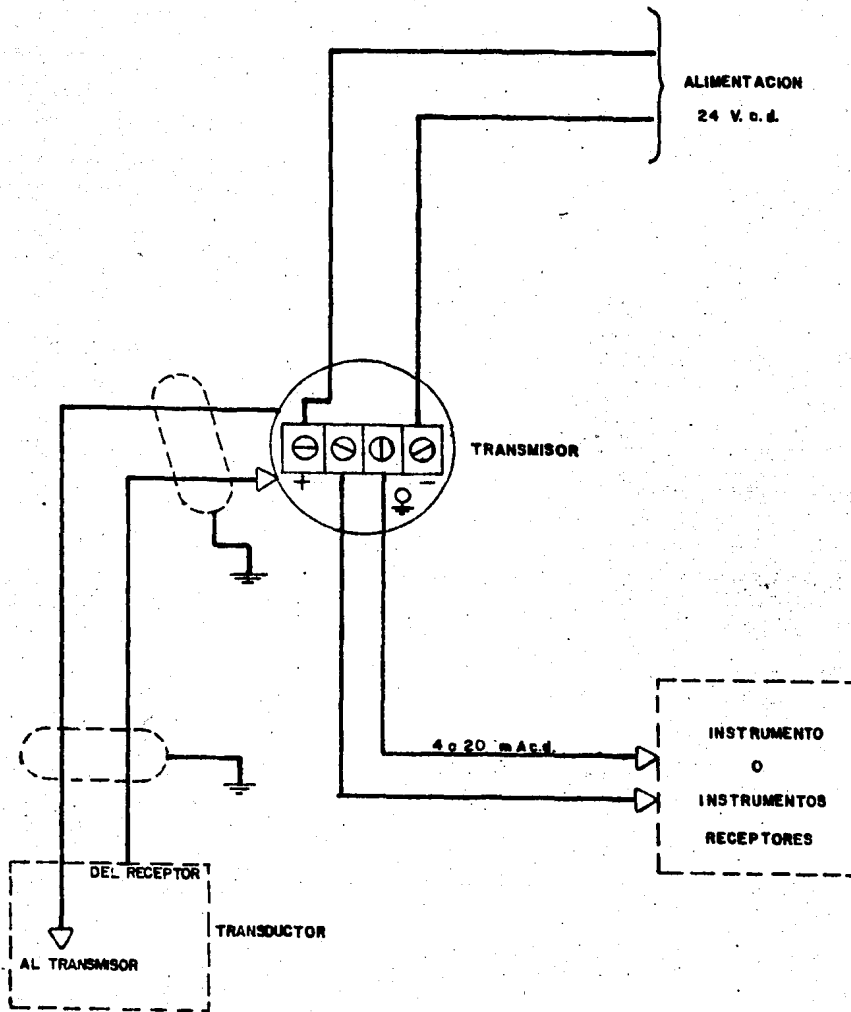 ALIMENTACION
24 V. c.d.
TRANSMISOR
+
−
4 a 20 mA c.d.
INSTRUMENTO
O
INSTRUMENTOS
RECEPTORES
DEL RECEPTOR
TRANSDUCTOR
AL TRANSMISOR